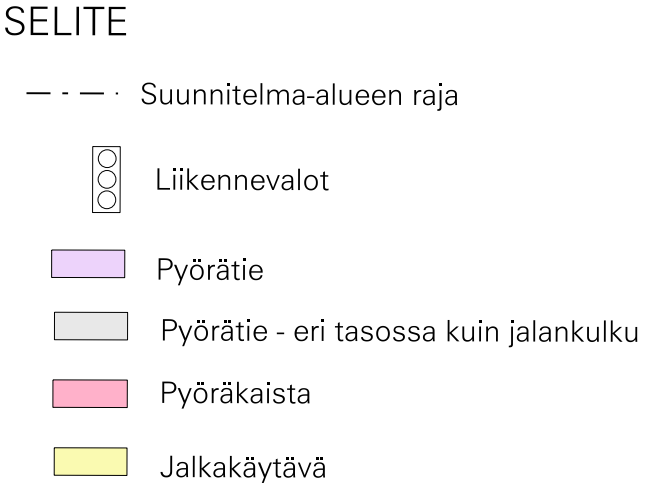 SELITE
Suunnitelma-alueen raja
Liikennevalot
Pyörätie
Pyörätie - eri tasossa kuin jalankulku
Pyöräkaista
Jalkakäytävä